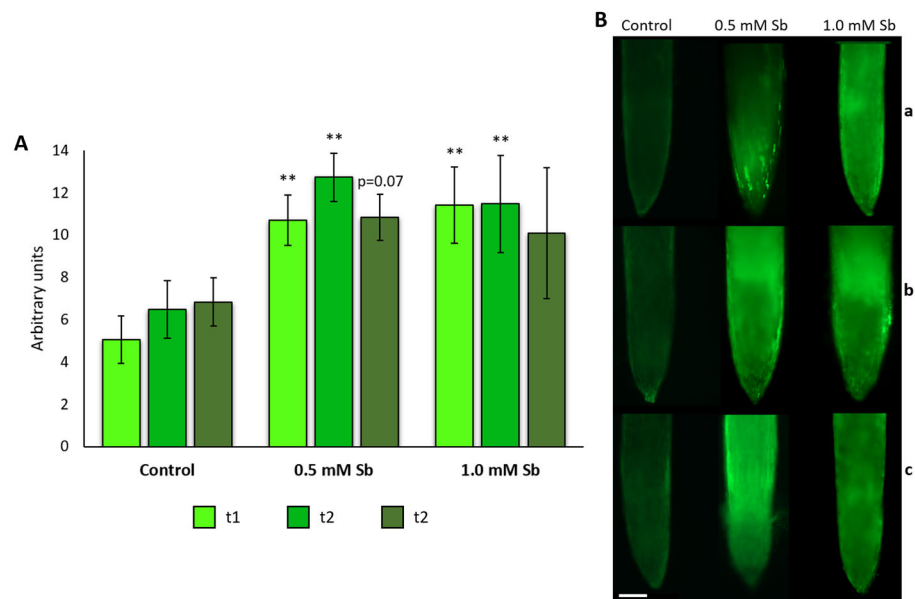 A
Arbitrary units
14
12
10
8
6
4
2
0
**
**
p=0.07
**
**
Control
0.5 mM Sb
1.0 mM Sb
t1
t2
t2
B
Control
0.5 mM Sb
1.0 mM Sb
a
b
c